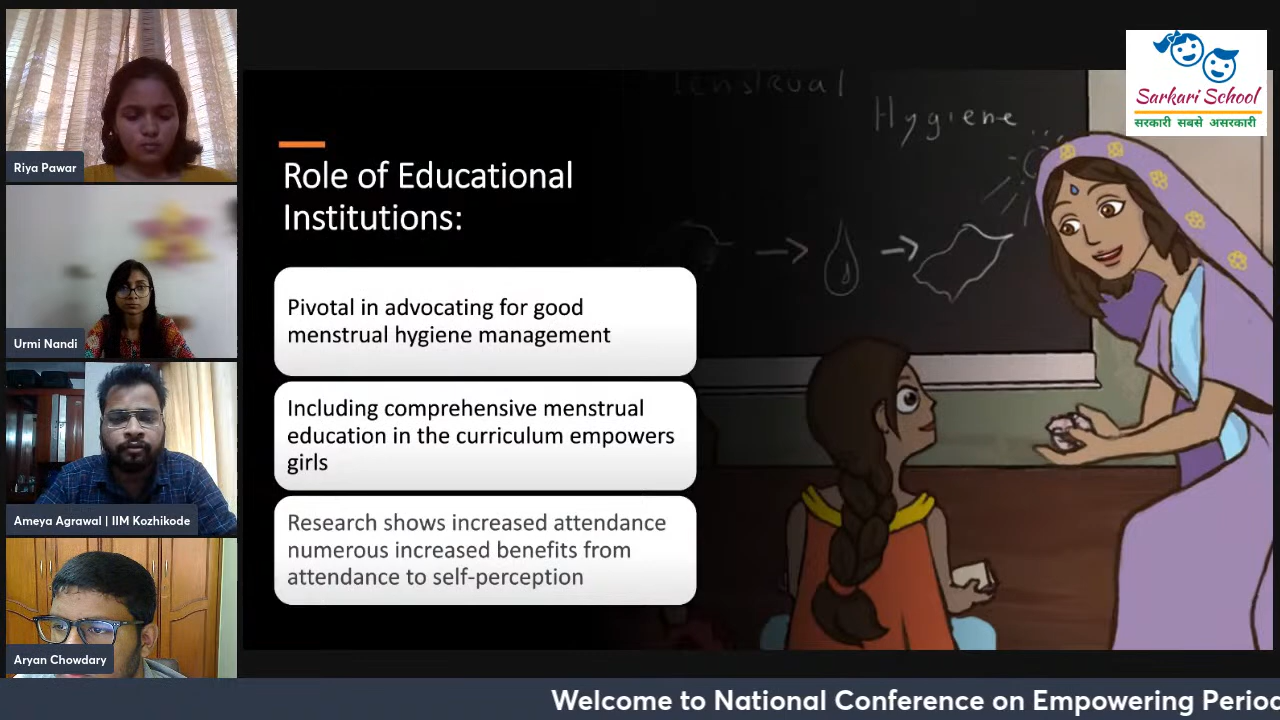 Riya Pawar
Urmi Nandi
Ameya Agrawal | IIM Kozhikode
Aryan Chowdary
Sarkari School
सरकारी सबसे असरकारी
Hygiene
Role of Educational
Institutions:
Pivotal in advocating for good
menstrual hygiene management
Including comprehensive menstrual
education in the curriculum empowers
girls
Research shows increased attendance
numerous increased benefits from
attendance to self-perception
Welcome to National Conference on Empowering Perio